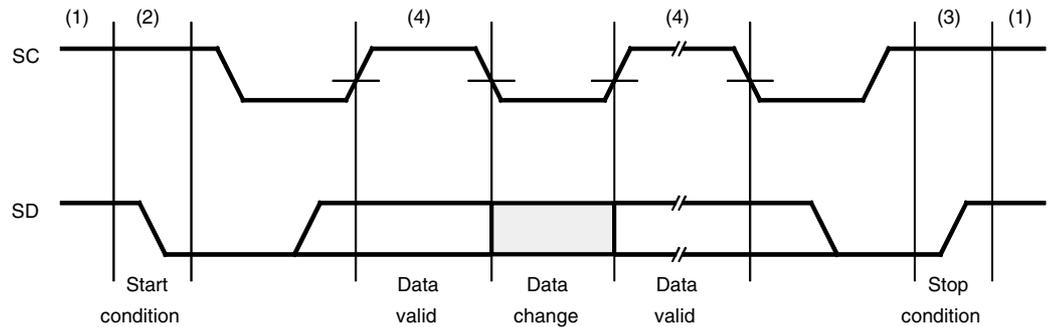 (1) (2) (4) (4) (3) (1)
SC
SD
Start Data Data Data Stop
condition valid change valid condition